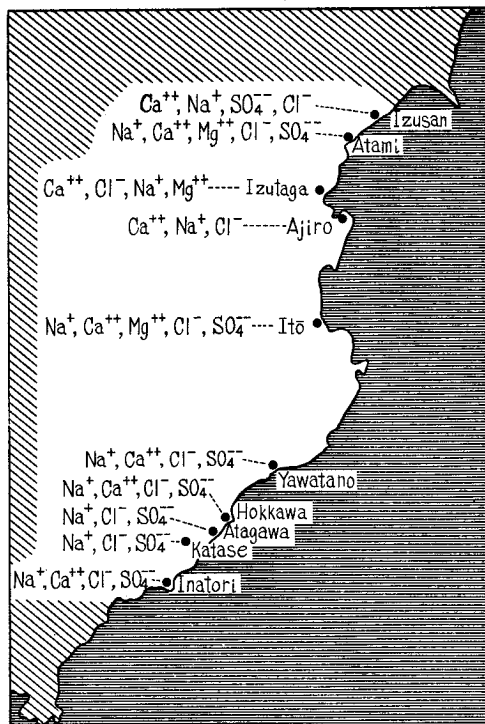 Ca⁺⁺, Na⁺, SO₄⁻⁻, Cl⁻
Izusan
Na⁺, Ca⁺⁺, Mg⁺⁺, Cl⁻, SO₄⁻⁻
Atami
Ca⁺⁺, Cl⁻, Na⁺, Mg⁺⁺ Izutaga
Ca⁺⁺, Na⁺, Cl⁻ Ajiro
Na⁺, Ca⁺⁺, Mg⁺⁺, Cl⁻, SO₄⁻⁻ Itō
Na⁺, Ca⁺⁺, Cl⁻, SO₄⁻⁻
Yawatano
Na⁺, Ca⁺⁺, Cl⁻, SO₄⁻⁻
Hokkawa
Na⁺, Cl⁻, SO₄⁻⁻
Atagawa
Na⁺, Cl⁻, SO₄⁻⁻
Katase
Na⁺, Ca⁺⁺, Cl⁻, SO₄⁻⁻
Inatori